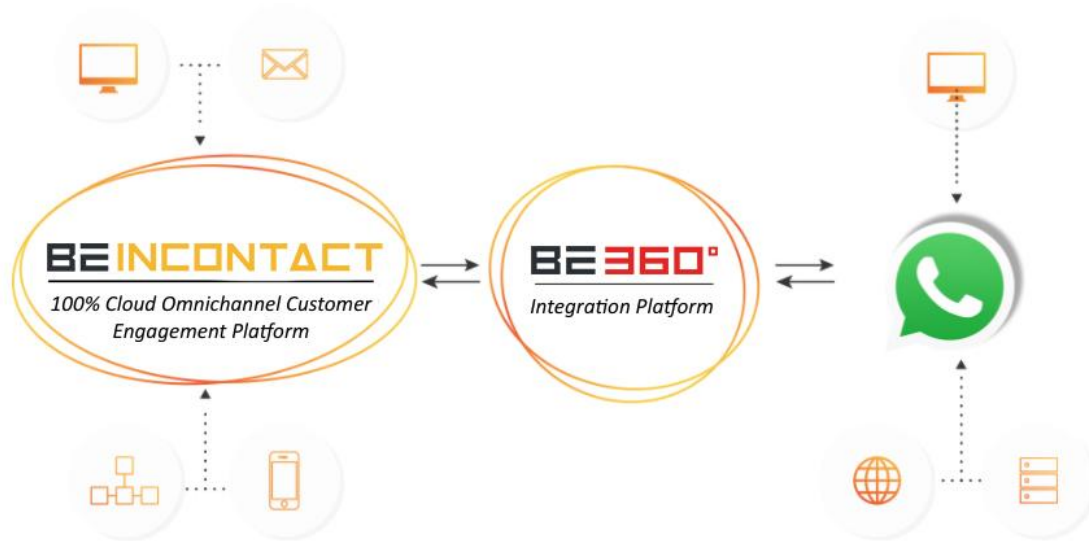 BE INCONTACT
100% Cloud Omnichannel Customer
Engagement Platform
BE 360°
Integration Platform